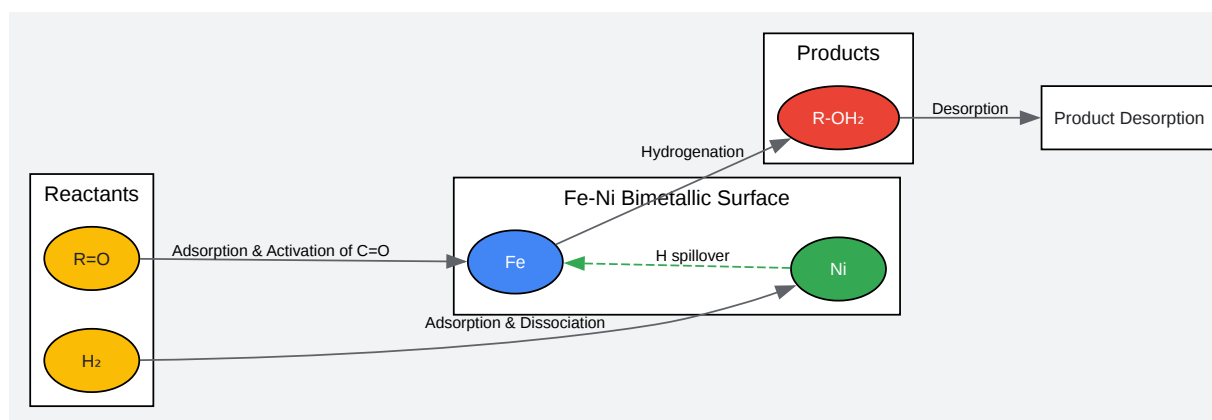 Products
R-OH₂
Desorption
Product Desorption
Hydrogenation
Reactants
Fe-Ni Bimetallic Surface
R=O
Adsorption & Activation of C=O
Fe
H spillover
Ni
Adsorption & Dissociation
H₂